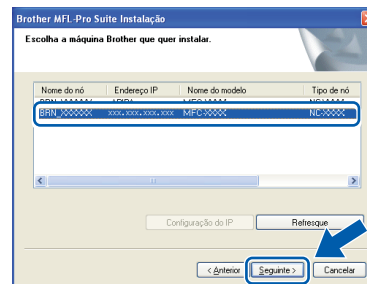 Brother MFL-Pro Suite Instalação
Escolha a máquina Brother que quer instalar.
Nome do nó Endereço IP Nome do modelo Tipo de nó
BRN_XXXXXX xxx.xxx.xxx.xxx MFC-XXXX NC-XXXX
Configuração do IP Refresque
< Anterior Seguinte > Cancelar